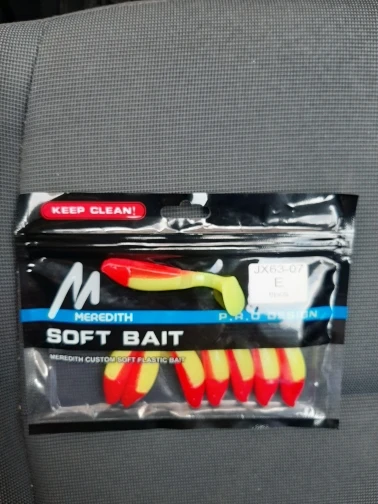 KEEP CLEAN!
JX63-07
E
M
MEREDITH
P.R.O DESIGN
SOFT BAIT
MEREDITH CUSTOM SOFT PLASTIC BAIT